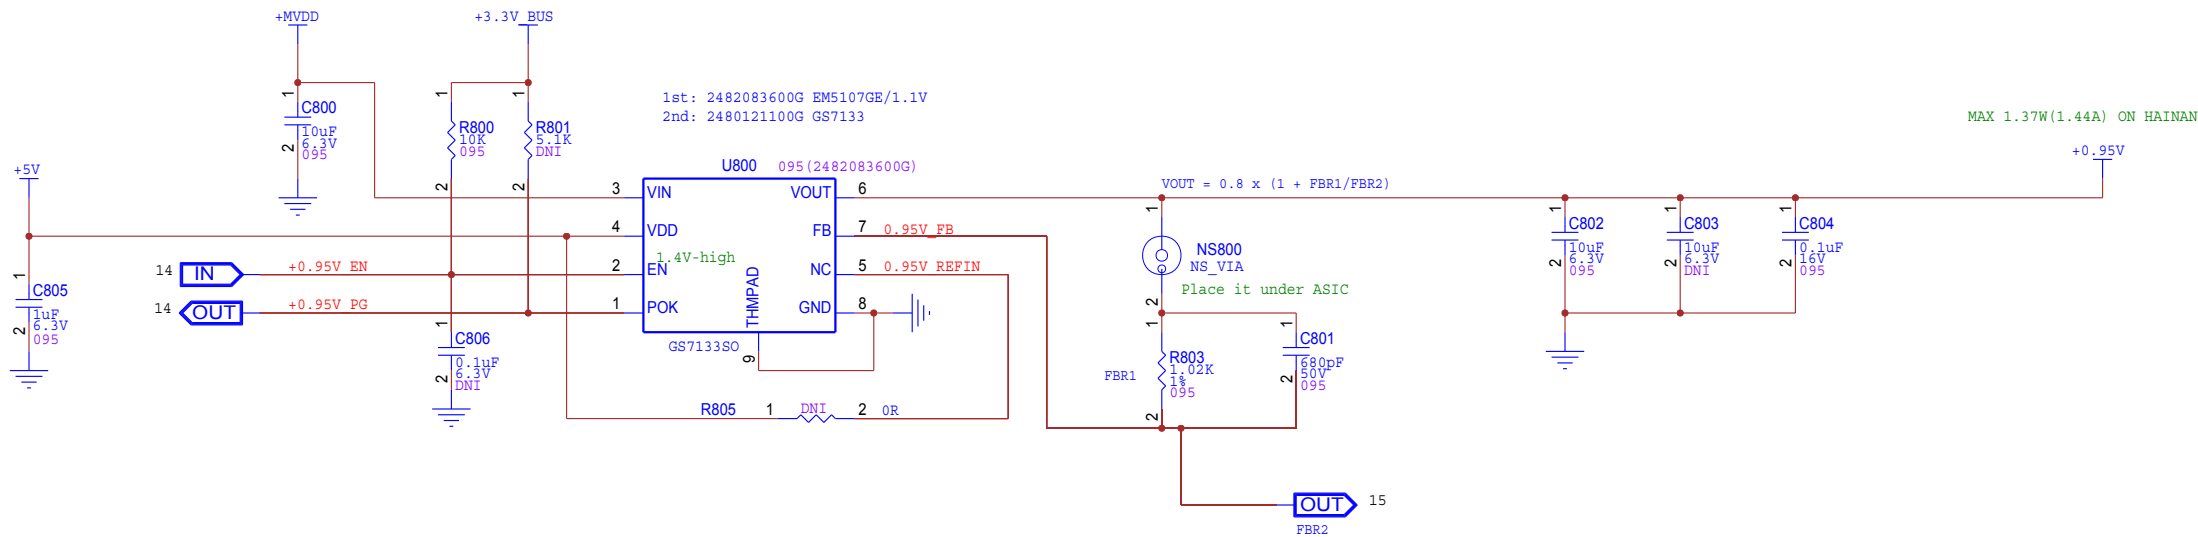 +MVDD
+3.3V_BUS
1
C800
10uF
6.3V
095
2
1
R800
10K
095
2
1
R801
5.1K
DNI
2
1st: 2482083600G EM5107GE/1.1V
2nd: 2480121100G GS7133
MAX 1.37W(1.44A) ON HAINAN
+0.95V
+5V
U800
095(2482083600G)
3
VIN
4
VDD
2
EN
1.4V-high
1
POK
THMPAD
9
VOUT
6
FB
7
0.95V_FB
NC
5
0.95V_REFIN
GND
8
GS7133SO
VOUT = 0.8 x (1 + FBR1/FBR2)
14
IN
+0.95V_EN
14
OUT
+0.95V_PG
1
C805
1uF
6.3V
095
2
1
C806
0.1uF
6.3V
DNI
2
R805
1
DNI
2
0R
1
NS800
NS_VIA
Place it under ASIC
2
1
FBR1
R803
1.02K
1%
095
2
1
C801
680pF
50V
095
2
1
C802
10uF
6.3V
095
2
1
C803
10uF
6.3V
DNI
2
1
C804
0.1uF
16V
095
2
OUT
15
FBR2